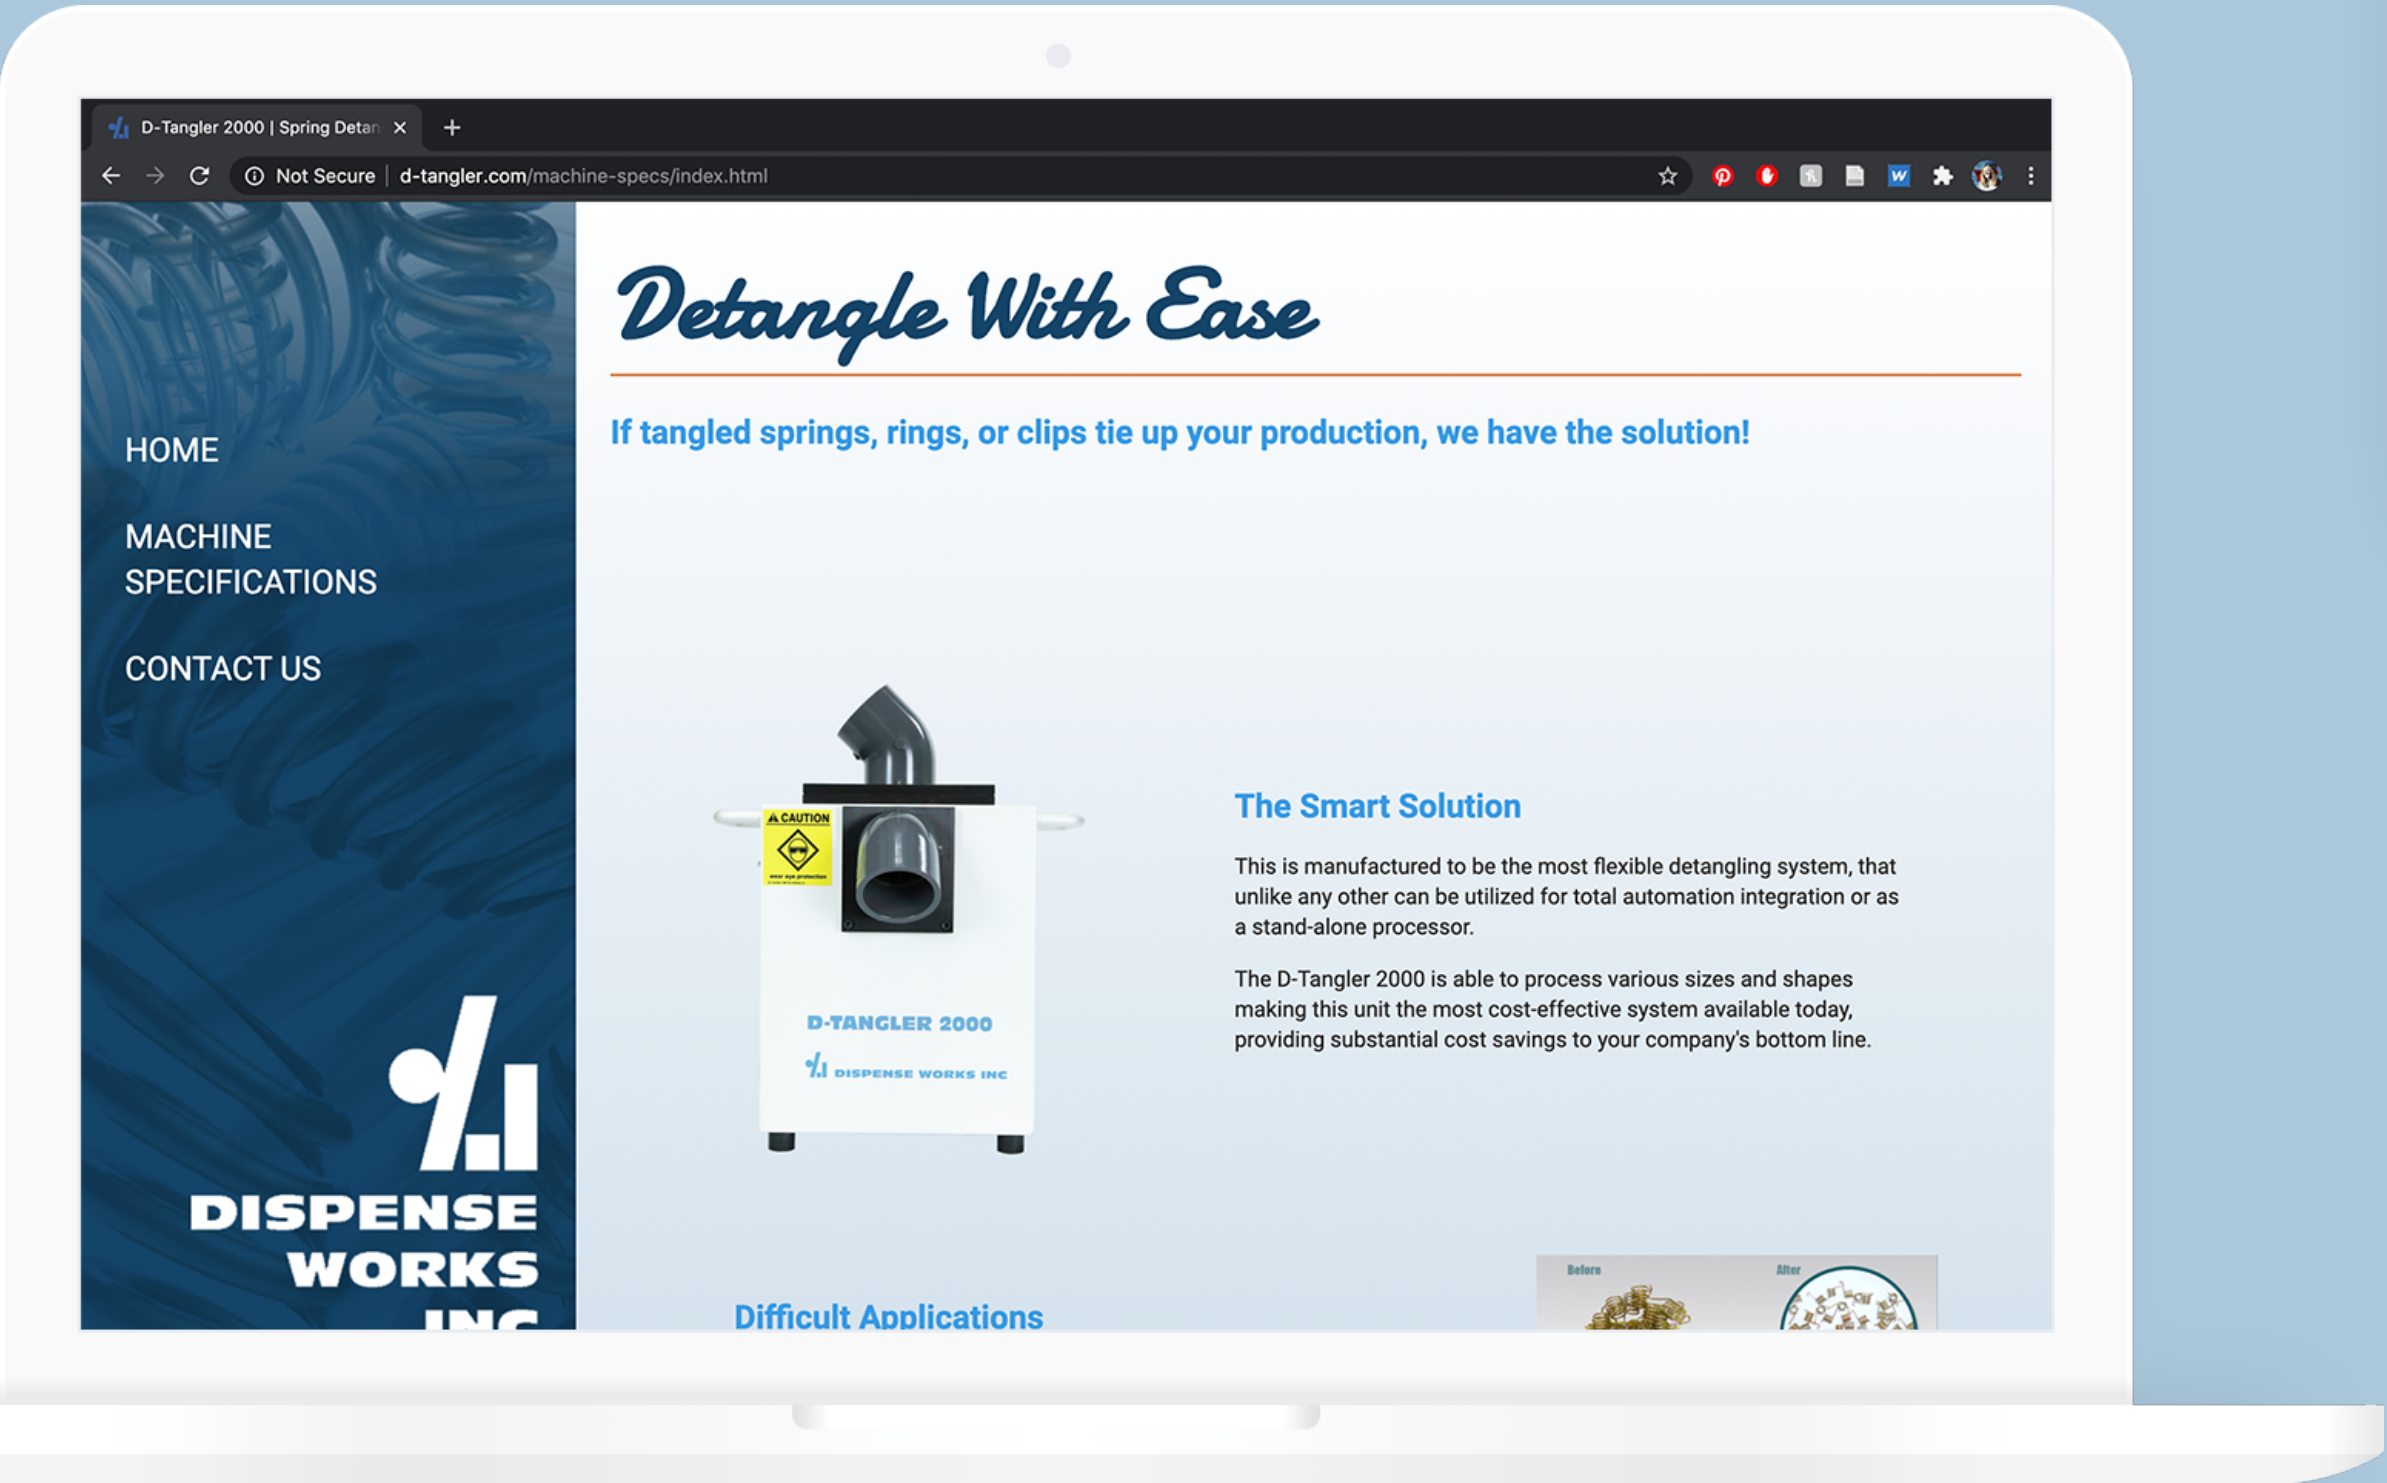 D-Tangler 2000 | Spring Detan
Not Secure
d-tangler.com/machine-specs/index.html
HOME
MACHINE
SPECIFICATIONS
CONTACT US
DISPENSE
WORKS
INC
Detangle With Ease
If tangled springs, rings, or clips tie up your production, we have the solution!
CAUTION
wear eye protection
D-TANGLER 2000
DISPENSE WORKS INC
The Smart Solution
This is manufactured to be the most flexible detangling system, that
unlike any other can be utilized for total automation integration or as
a stand-alone processor.
The D-Tangler 2000 is able to process various sizes and shapes
making this unit the most cost-effective system available today,
providing substantial cost savings to your company's bottom line.
Difficult Applications
Before
After